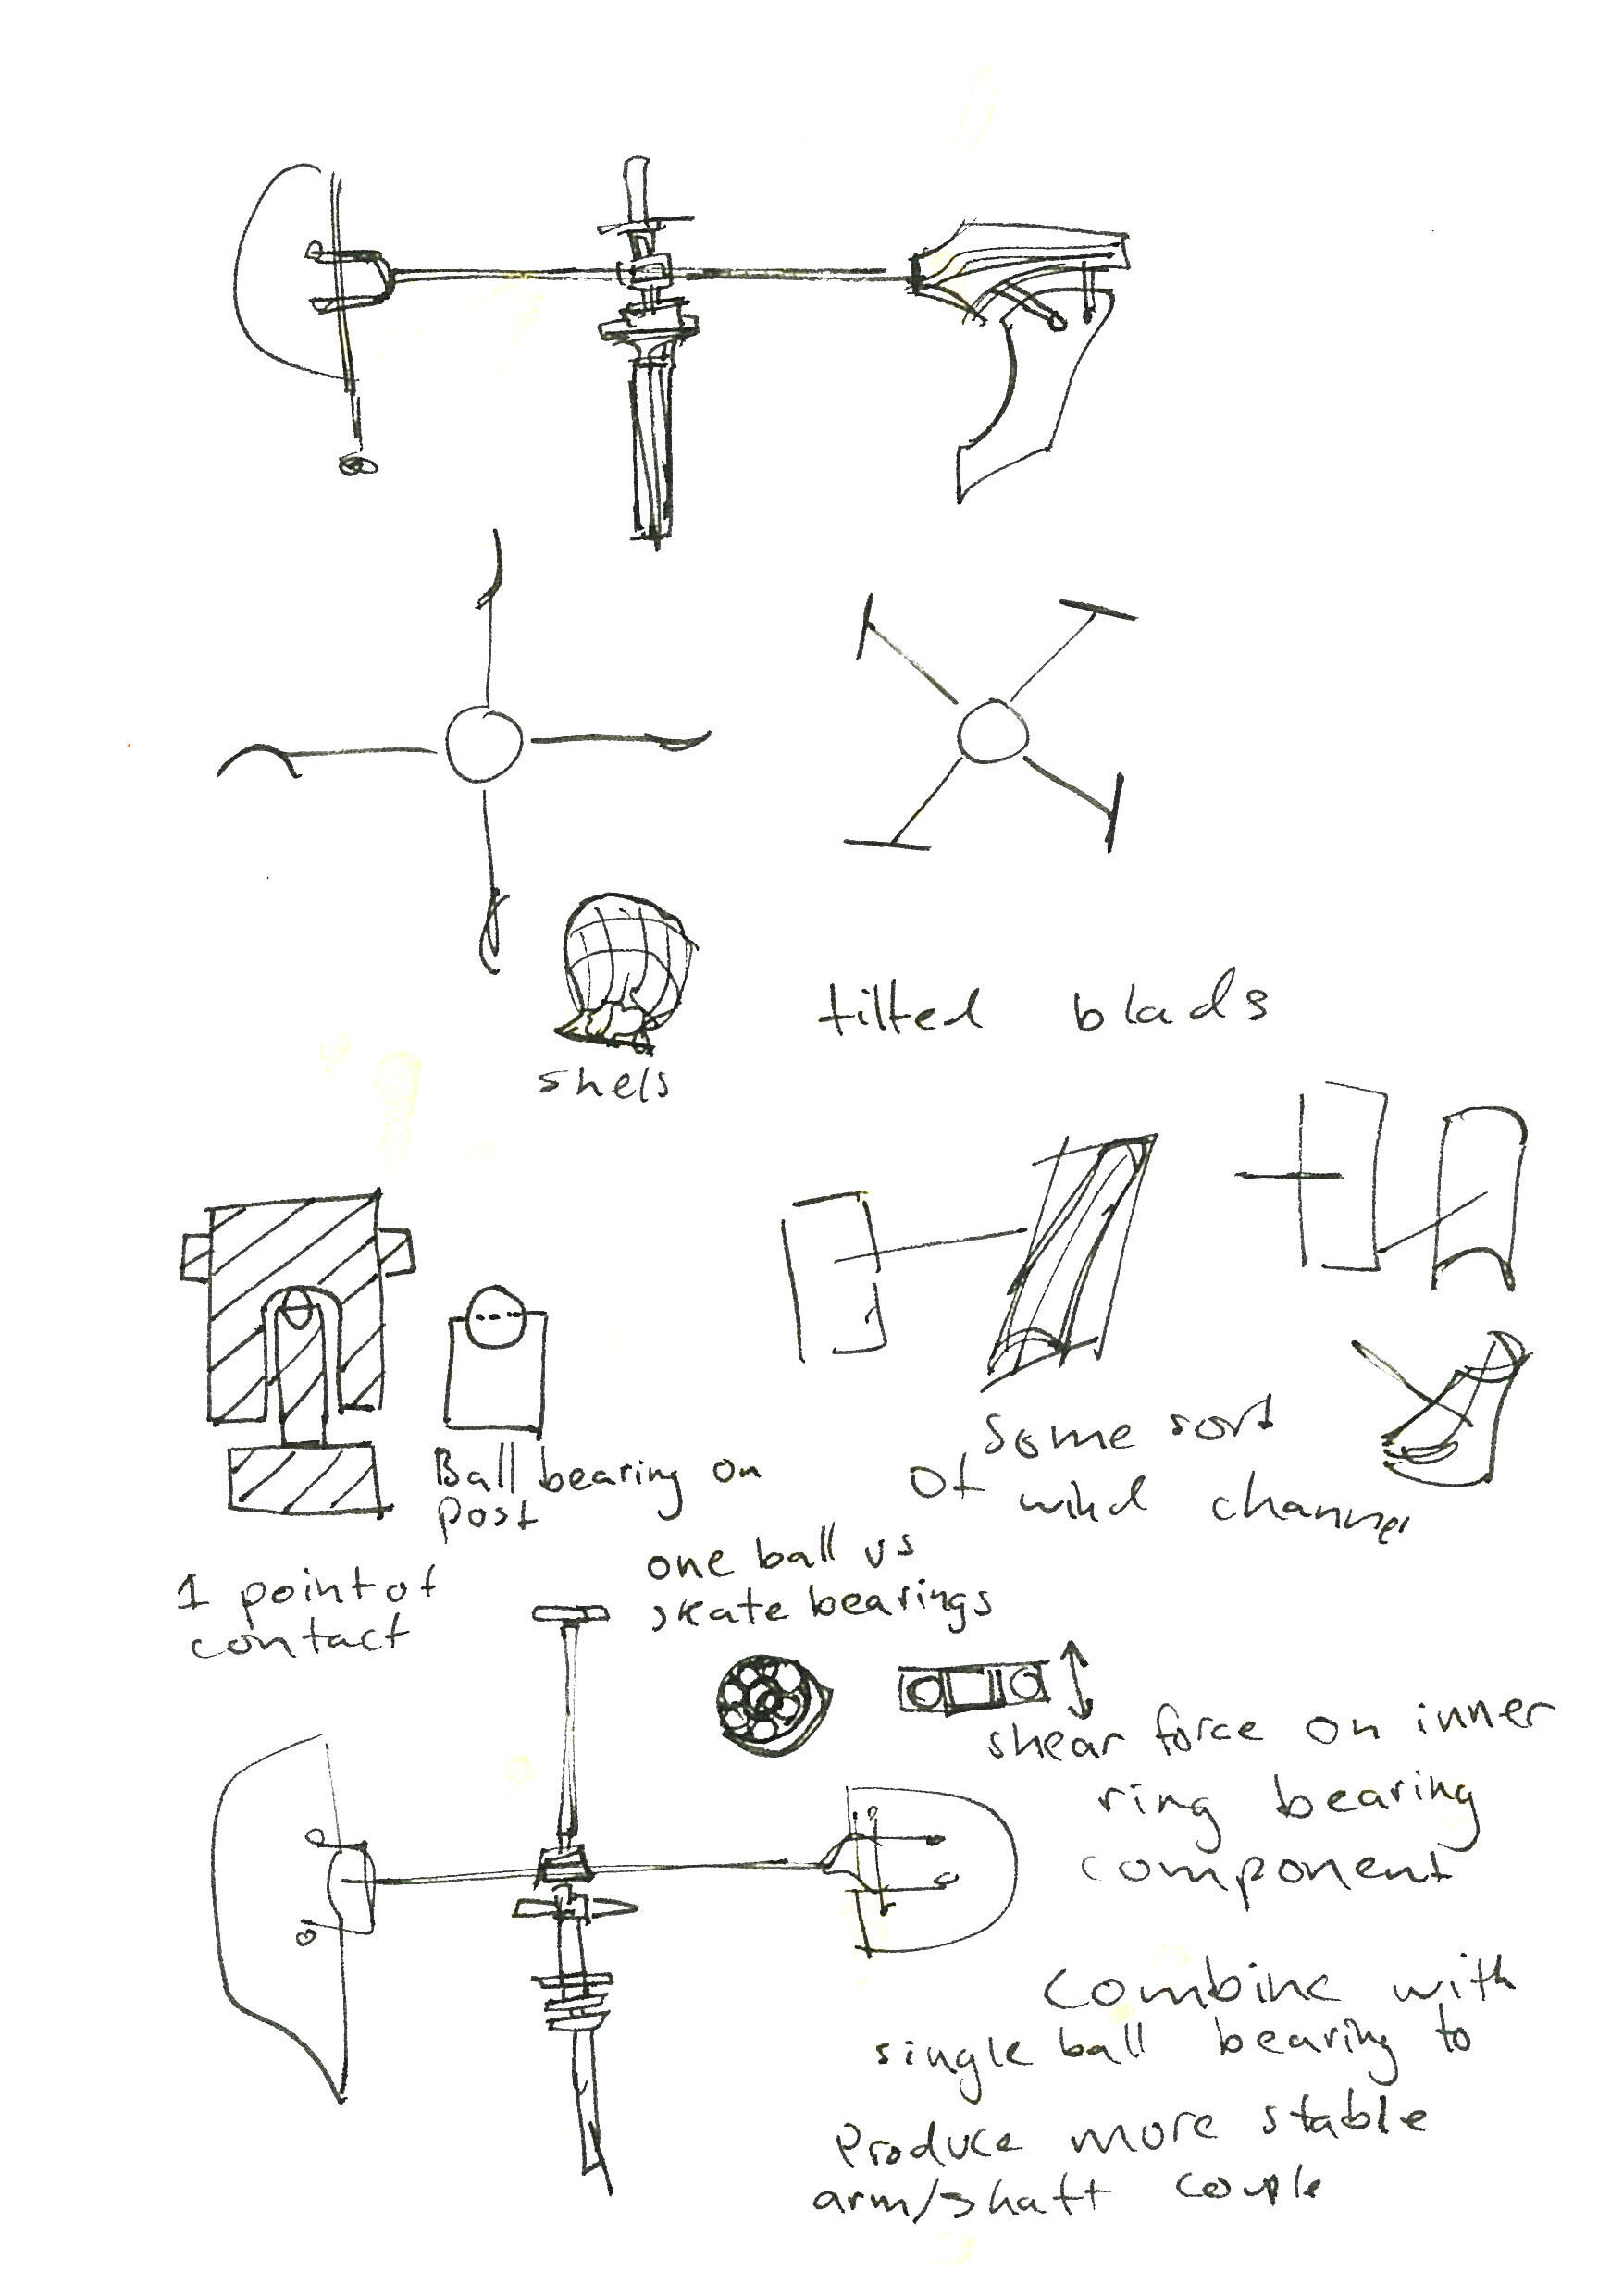 shels
tilted blads
Ball bearing on
post
some sort
of wind channel
1 point of
contact
one ball vs
skate bearings
shear force on inner
ring bearing
component
combine with
single ball bearing to
produce more stable
arm/shaft couple